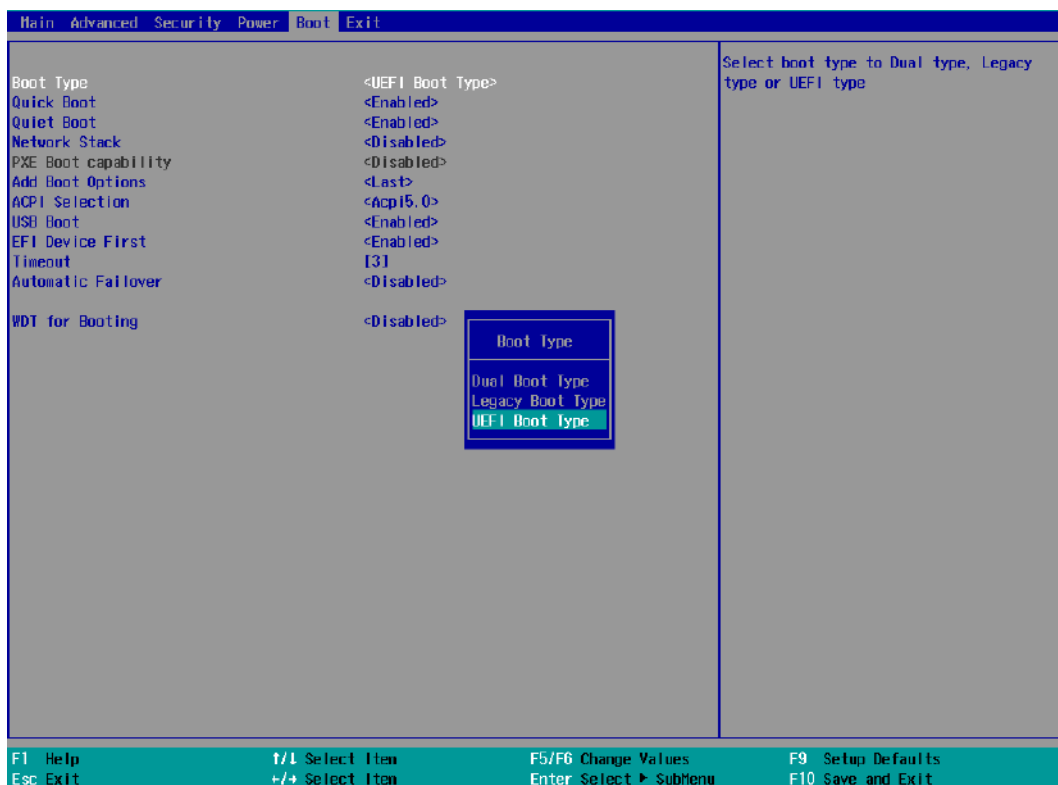 Main Advanced Security Power Boot Exit
Boot Type <UEFI Boot Type>
Quick Boot <Enabled>
Quiet Boot <Enabled>
Network Stack <Disabled>
PXE Boot capability <Disabled>
Add Boot Options <Last>
ACPI Selection <Acpi5.0>
USB Boot <Enabled>
EFI Device First <Enabled>
Timeout [3]
Automatic Failover <Disabled>
WDT for Booting <Disabled>
Boot Type
Dual Boot Type
Legacy Boot Type
UEFI Boot Type
Select boot type to Dual type, Legacy
type or UEFI type
F1 Help ↑/↓ Select Item F5/F6 Change Values F9 Setup Defaults
Esc Exit ←/→ Select Item Enter Select ▶ SubMenu F10 Save and Exit